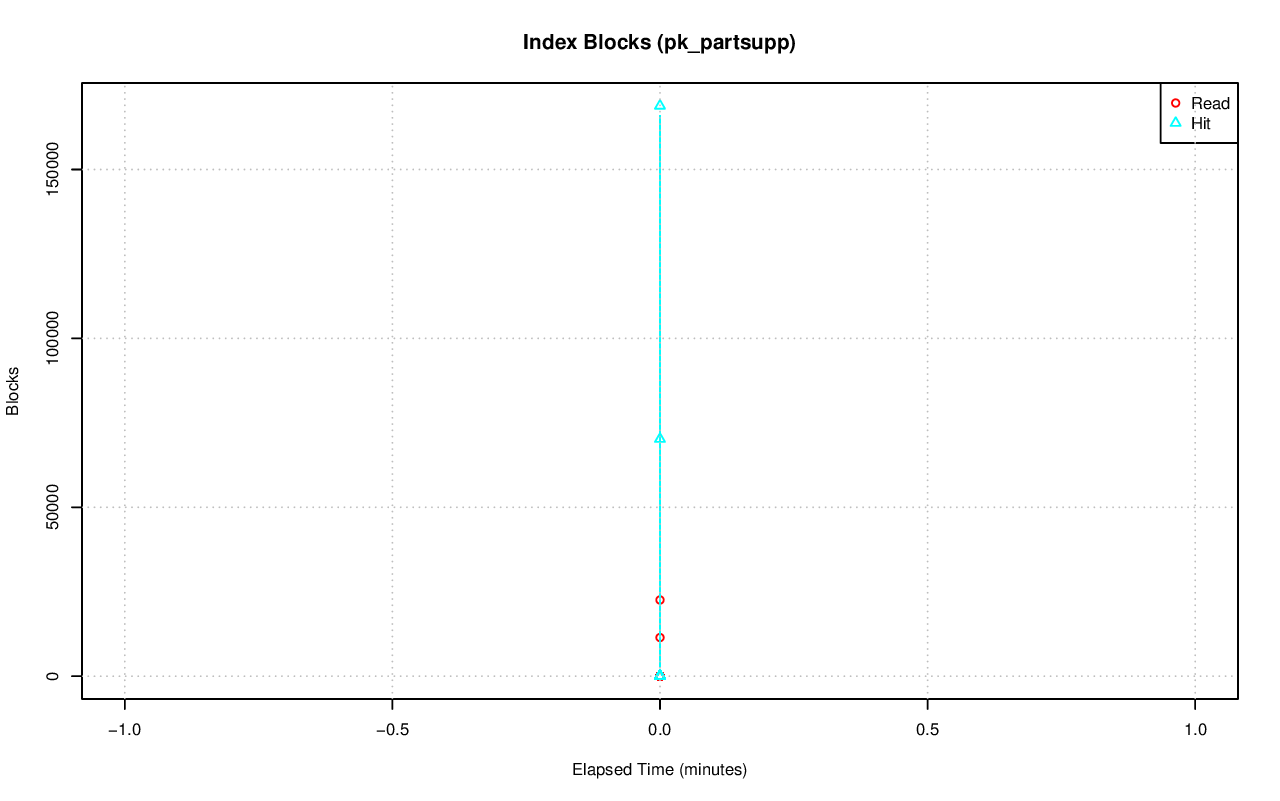 Index Blocks (pk_partsupp)
Read
Hit
150000
100000
50000
0
Blocks
−1.0
−0.5
0.0
0.5
1.0
Elapsed Time (minutes)